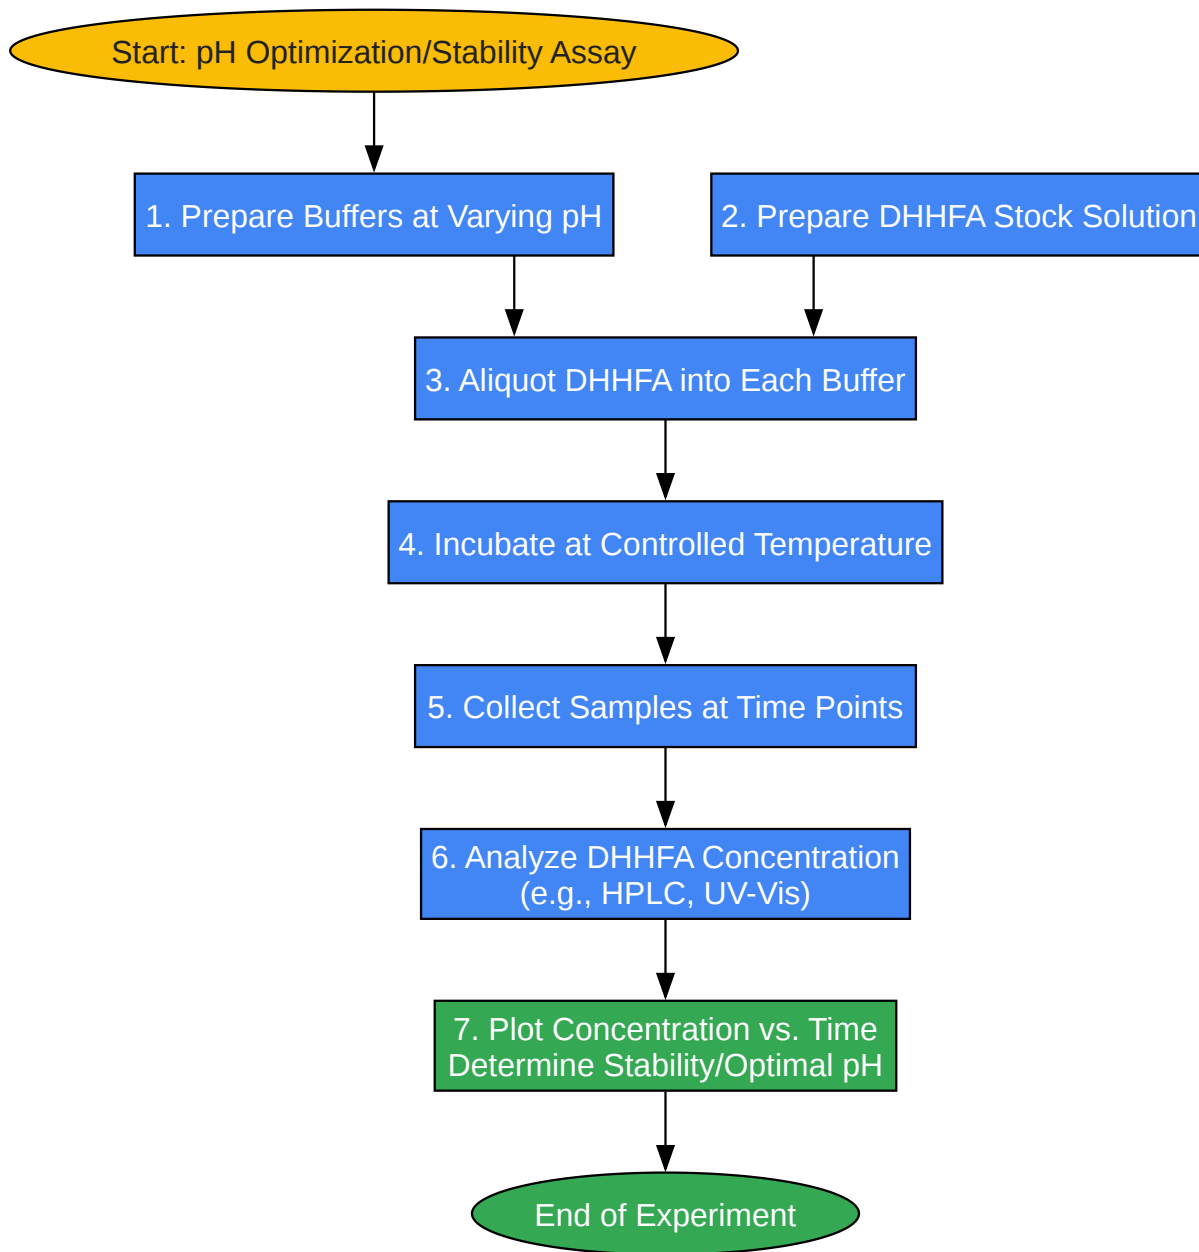 Start: pH Optimization/Stability Assay
1. Prepare Buffers at Varying pH
2. Prepare DHHFA Stock Solution
3. Aliquot DHHFA into Each Buffer
4. Incubate at Controlled Temperature
5. Collect Samples at Time Points
6. Analyze DHHFA Concentration
(e.g., HPLC, UV-Vis)
7. Plot Concentration vs. Time
Determine Stability/Optimal pH
End of Experiment